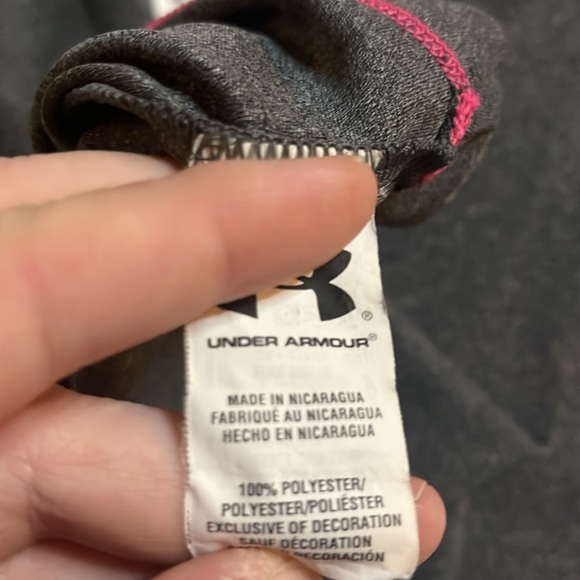 UNDER ARMOUR®
MADE IN NICARAGUA
FABRIQUÉ AU NICARAGUA
HECHO EN NICARAGUA
100% POLYESTER/
POLYESTER/POLIÉSTER
EXCLUSIVE OF DECORATION
SAUF DÉCORATION
DECORACIÓN